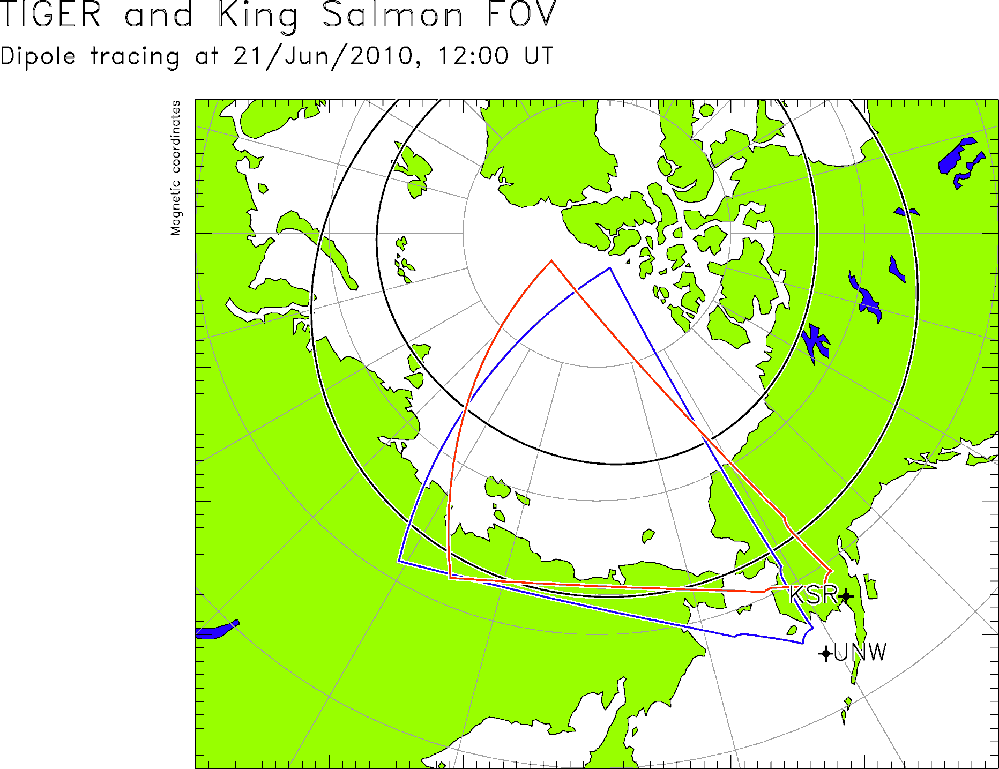 TIGER and King Salmon FOV
Dipole tracing at 21/Jun/2010, 12:00 UT
Magnetic coordinates
KSR
UNW